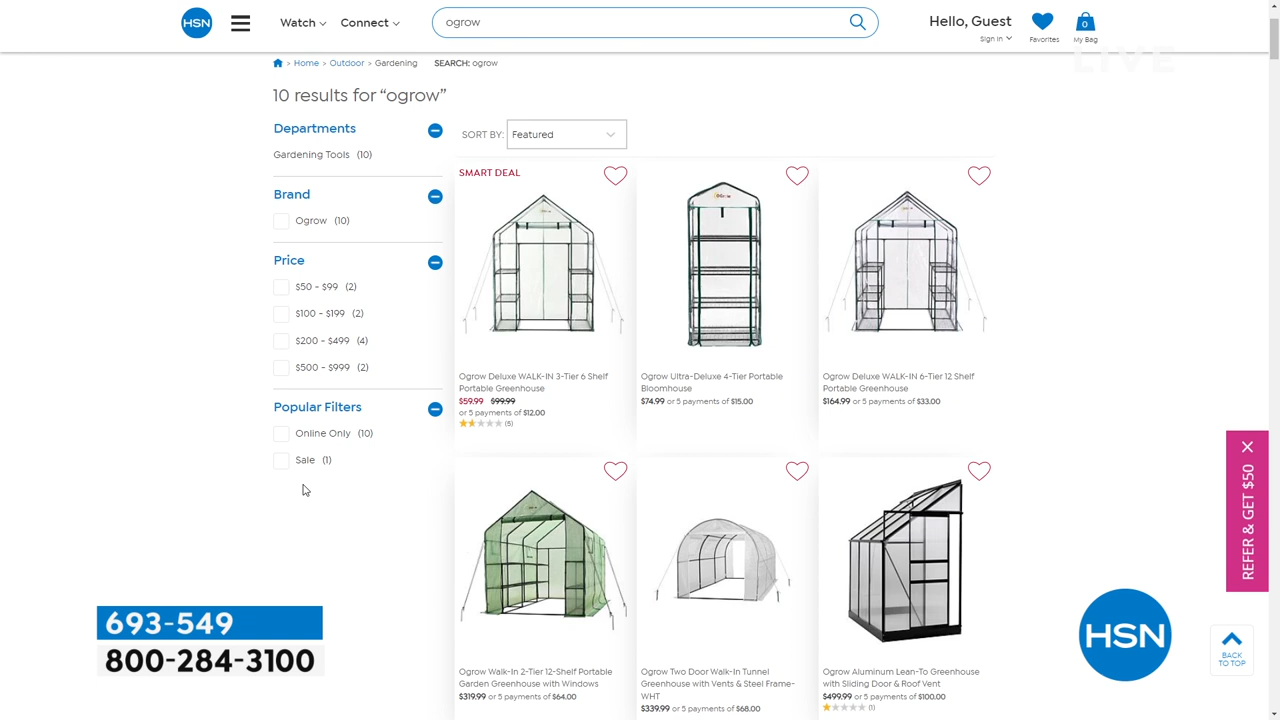 HSN
Watch
Connect
ogrow
Hello, Guest
Sign In
Favorites
0
My Bag
LIVE
> Home > Outdoor > Gardening SEARCH: ogrow
10 results for “ogrow”
Departments
Gardening Tools (10)
Brand
Ogrow (10)
Price
$50 - $99 (2)
$100 - $199 (2)
$200 - $499 (4)
$500 - $999 (2)
Popular Filters
Online Only (10)
Sale (1)
SORT BY: Featured
SMART DEAL
Ogrow Deluxe WALK-IN 3-Tier 6 Shelf
Portable Greenhouse
$59.99 $99.99
or 5 payments of $12.00
(5)
Ogrow Ultra-Deluxe 4-Tier Portable
Bloomhouse
$74.99 or 5 payments of $15.00
Ogrow Deluxe WALK-IN 6-Tier 12 Shelf
Portable Greenhouse
$164.99 or 5 payments of $33.00
Ogrow Walk-In 2-Tier 12-Shelf Portable
Garden Greenhouse with Windows
$319.99 or 5 payments of $64.00
Ogrow Two Door Walk-In Tunnel
Greenhouse with Vents & Steel Frame-
WHT
$339.99 or 5 payments of $68.00
Ogrow Aluminum Lean-To Greenhouse
with Sliding Door & Roof Vent
$499.99 or 5 payments of $100.00
(1)
REFER & GET $50
693-549
800-284-3100
HSN
BACK
TO TOP